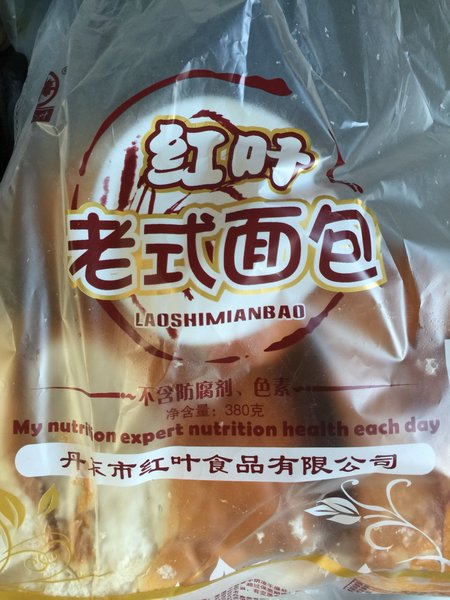 红叶
老式面包
LAOSHIMIANBAO
不含防腐剂、色素
净含量：380克
My nutrition expert nutrition health each day
丹东市红叶食品有限公司